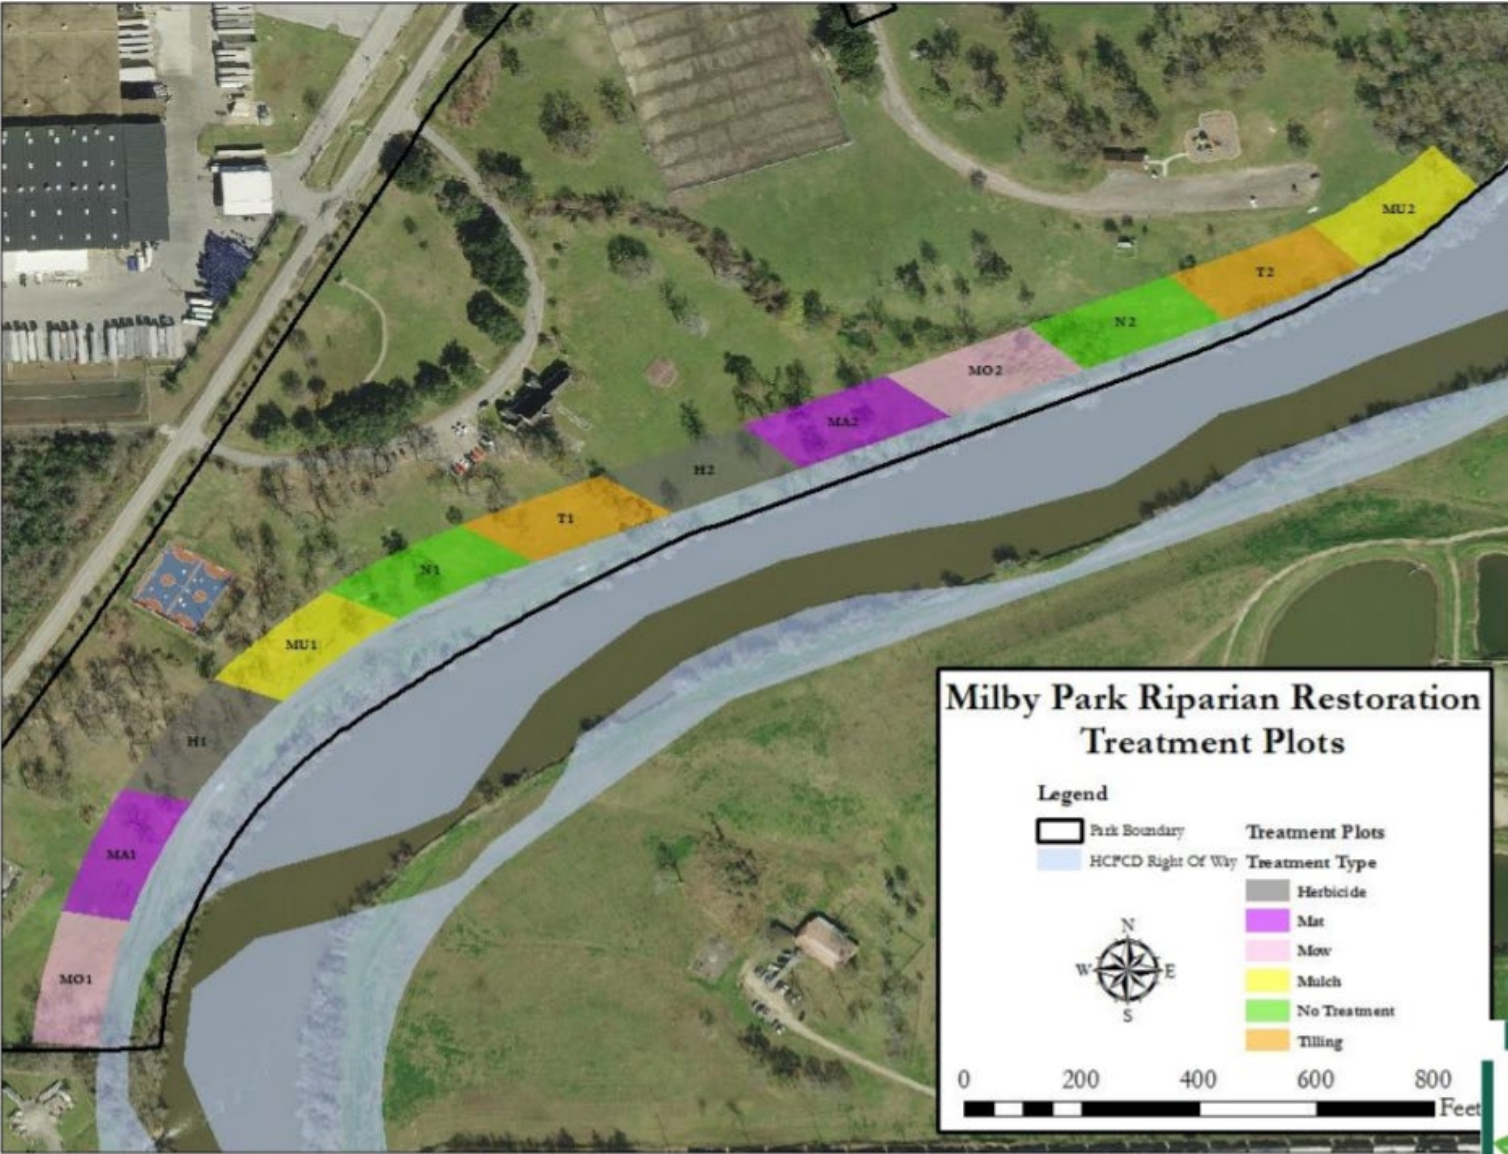 MU2
T2
N2
MO2
MA2
H2
T1
N1
MU1
H1
MA1
MO1
Milby Park Riparian Restoration
Treatment Plots
Legend
Park Boundary
HCFCD Right Of Way
Treatment Plots
Treatment Type
Herbicide
Mat
Mow
Mulch
No Treatment
Tilling
N
W E
S
0 200 400 600 800
Feet